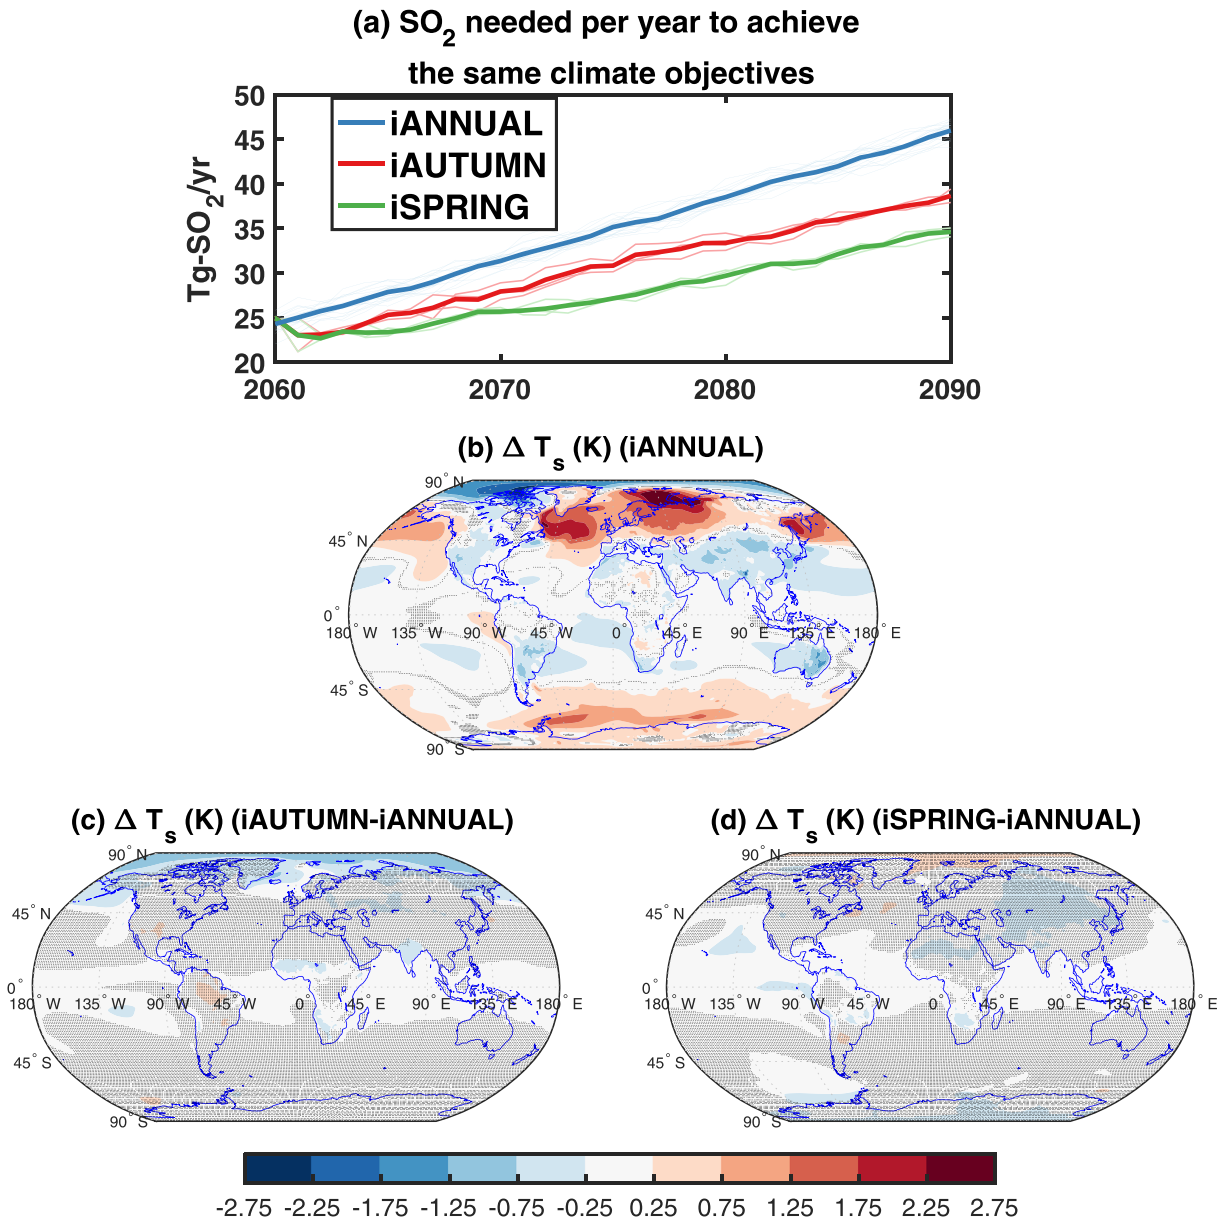 (a) SO2 needed per year to achieve
the same climate objectives
Tg-SO2/yr
50
45
40
35
30
25
20
iANNUAL
iAUTUMN
iSPRING
2060 2070 2080 2090
(b) Δ Ts (K) (iANNUAL)
90° N
45° N
0°
180° W 135° W 90° W 45° W 0° 45° E 90° E 135° E 180° E
45° S
90° S
(c) Δ Ts (K) (iAUTUMN-iANNUAL)
90° N
45° N
0°
180° W 135° W 90° W 45° W 0° 45° E 90° E 135° E 180° E
45° S
90° S
(d) Δ Ts (K) (iSPRING-iANNUAL)
90° N
45° N
0°
180° W 135° W 90° W 45° W 0° 45° E 90° E 135° E 180° E
45° S
90° S
-2.75 -2.25 -1.75 -1.25 -0.75 -0.25 0.25 0.75 1.25 1.75 2.25 2.75